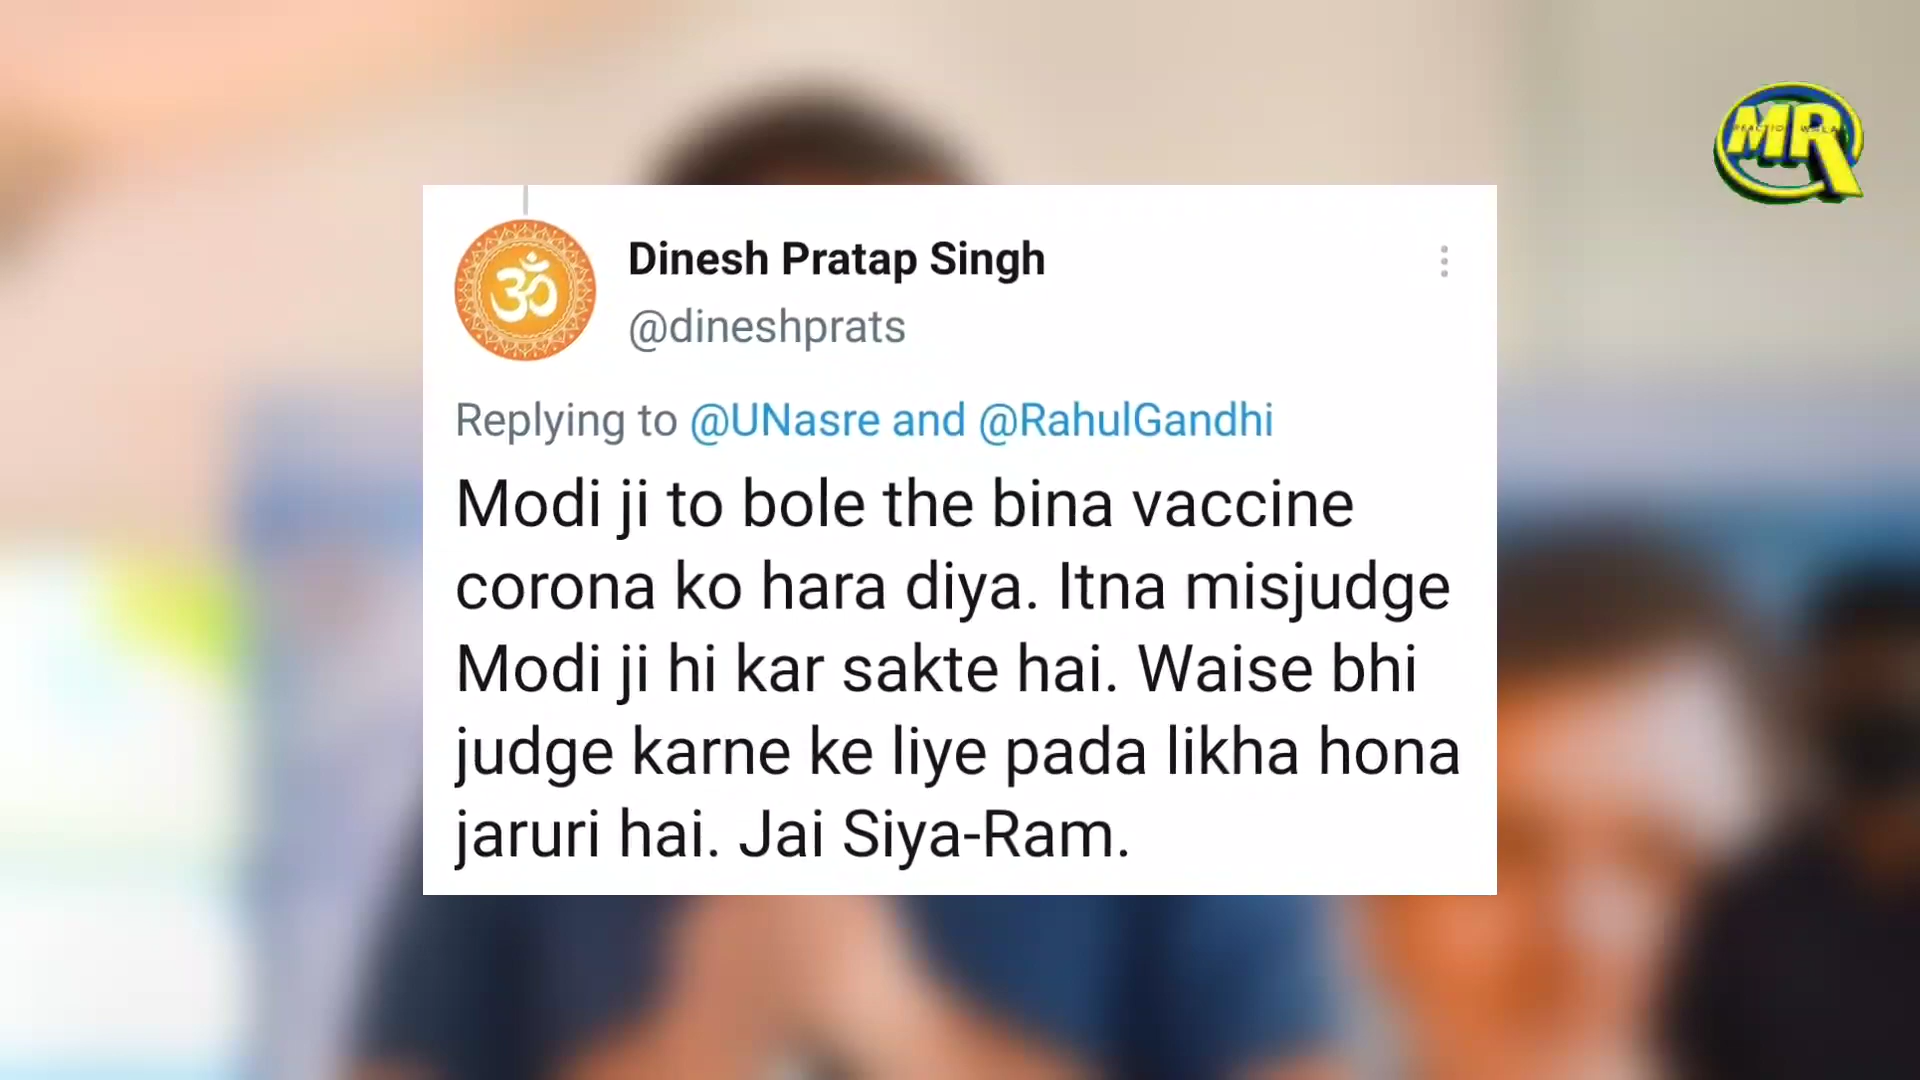 MR
REACTION WALA
Dinesh Pratap Singh
@dineshprats
Replying to @UNasre and @RahulGandhi
Modi ji to bole the bina vaccine
corona ko hara diya. Itna misjudge
Modi ji hi kar sakte hai. Waise bhi
judge karne ke liye pada likha hona
jaruri hai. Jai Siya-Ram.